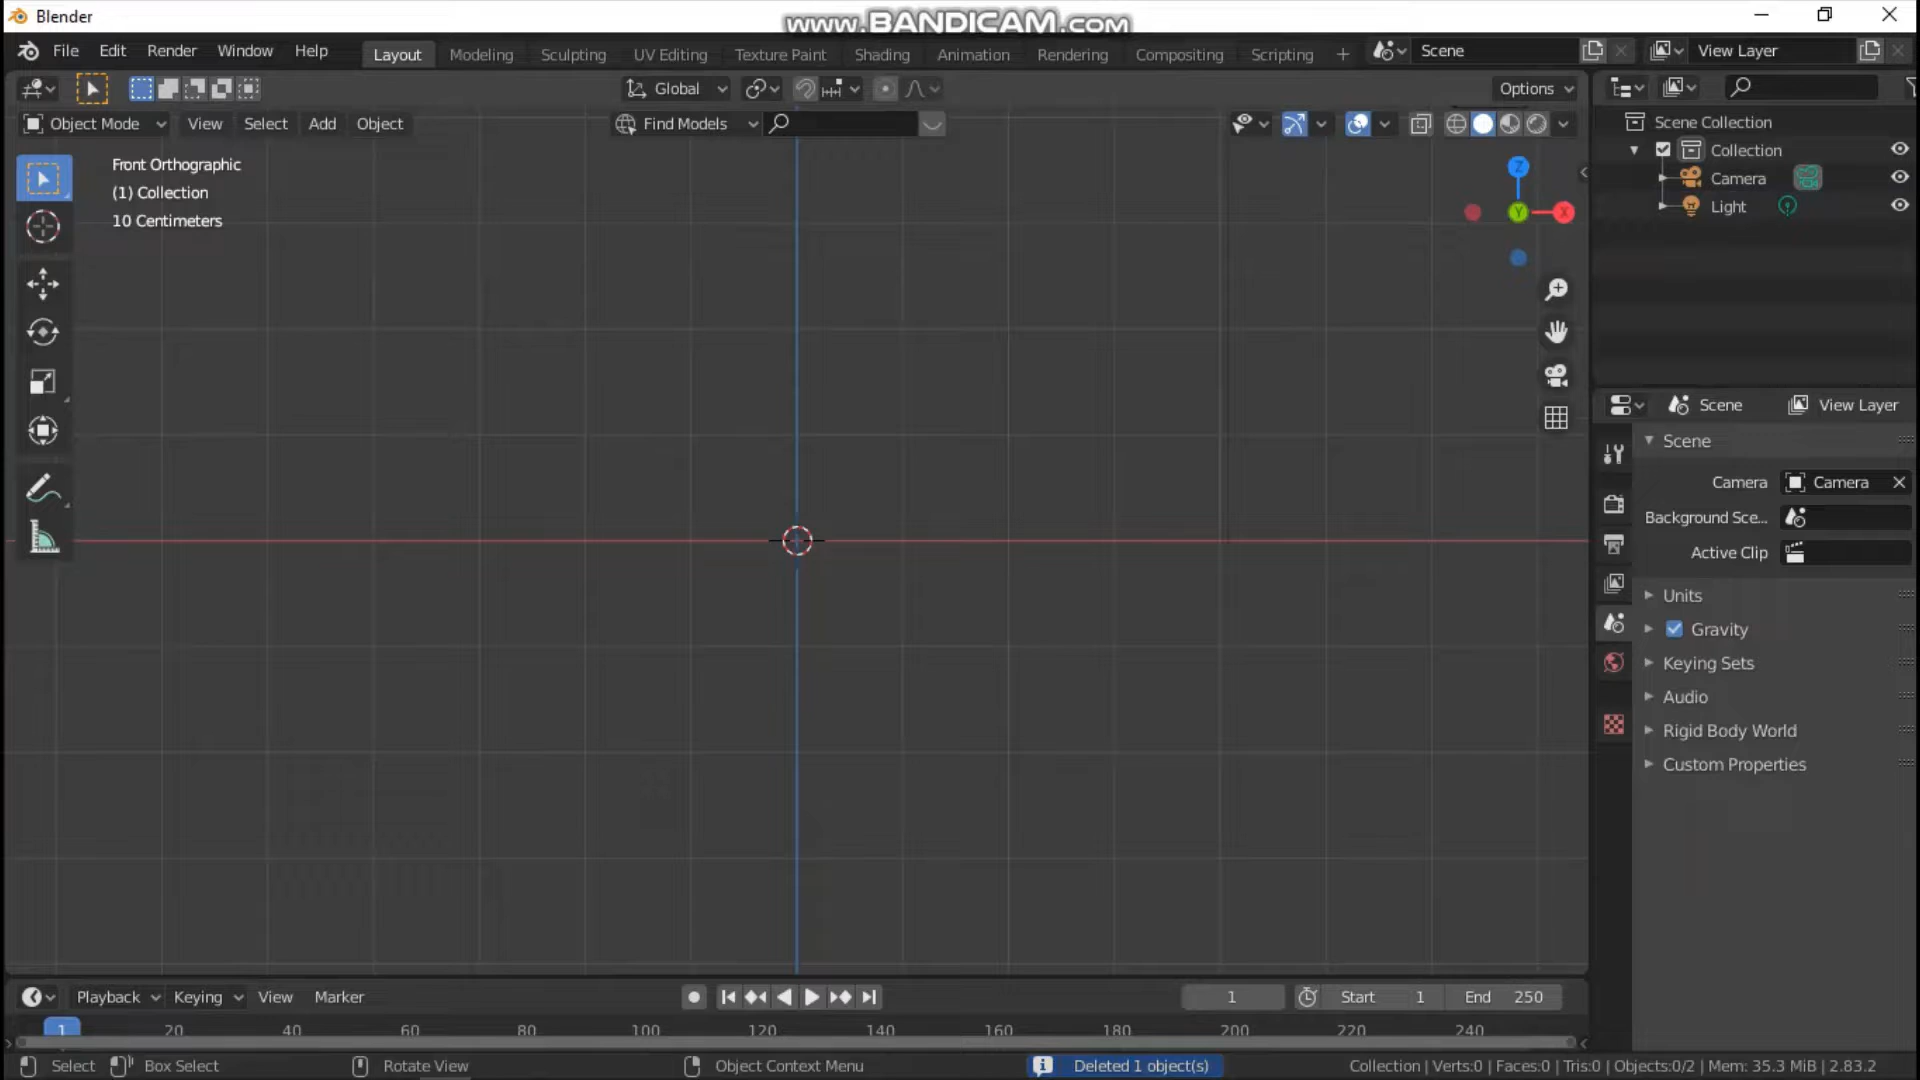 Blender
www.BANDICAM.com
File Edit Render Window Help Layout Modeling Sculpting UV Editing Texture Paint Shading Animation Rendering Compositing Scripting + Scene View Layer
Global Options
Object Mode View Select Add Object Find Models
Scene Collection
Collection
Camera
Light
Front Orthographic
(1) Collection
10 Centimeters
Z
Y X
Scene View Layer
Scene
Camera Camera
Background Sce...
Active Clip
Units
Gravity
Keying Sets
Audio
Rigid Body World
Custom Properties
Playback Keying View Marker 1 Start 1 End 250
1 20 40 60 80 100 120 140 160 180 200 220 240
Select Box Select Rotate View Object Context Menu Deleted 1 object(s) Collection | Verts:0 | Faces:0 | Tris:0 | Objects:0/2 | Mem: 35.3 MiB | 2.83.2